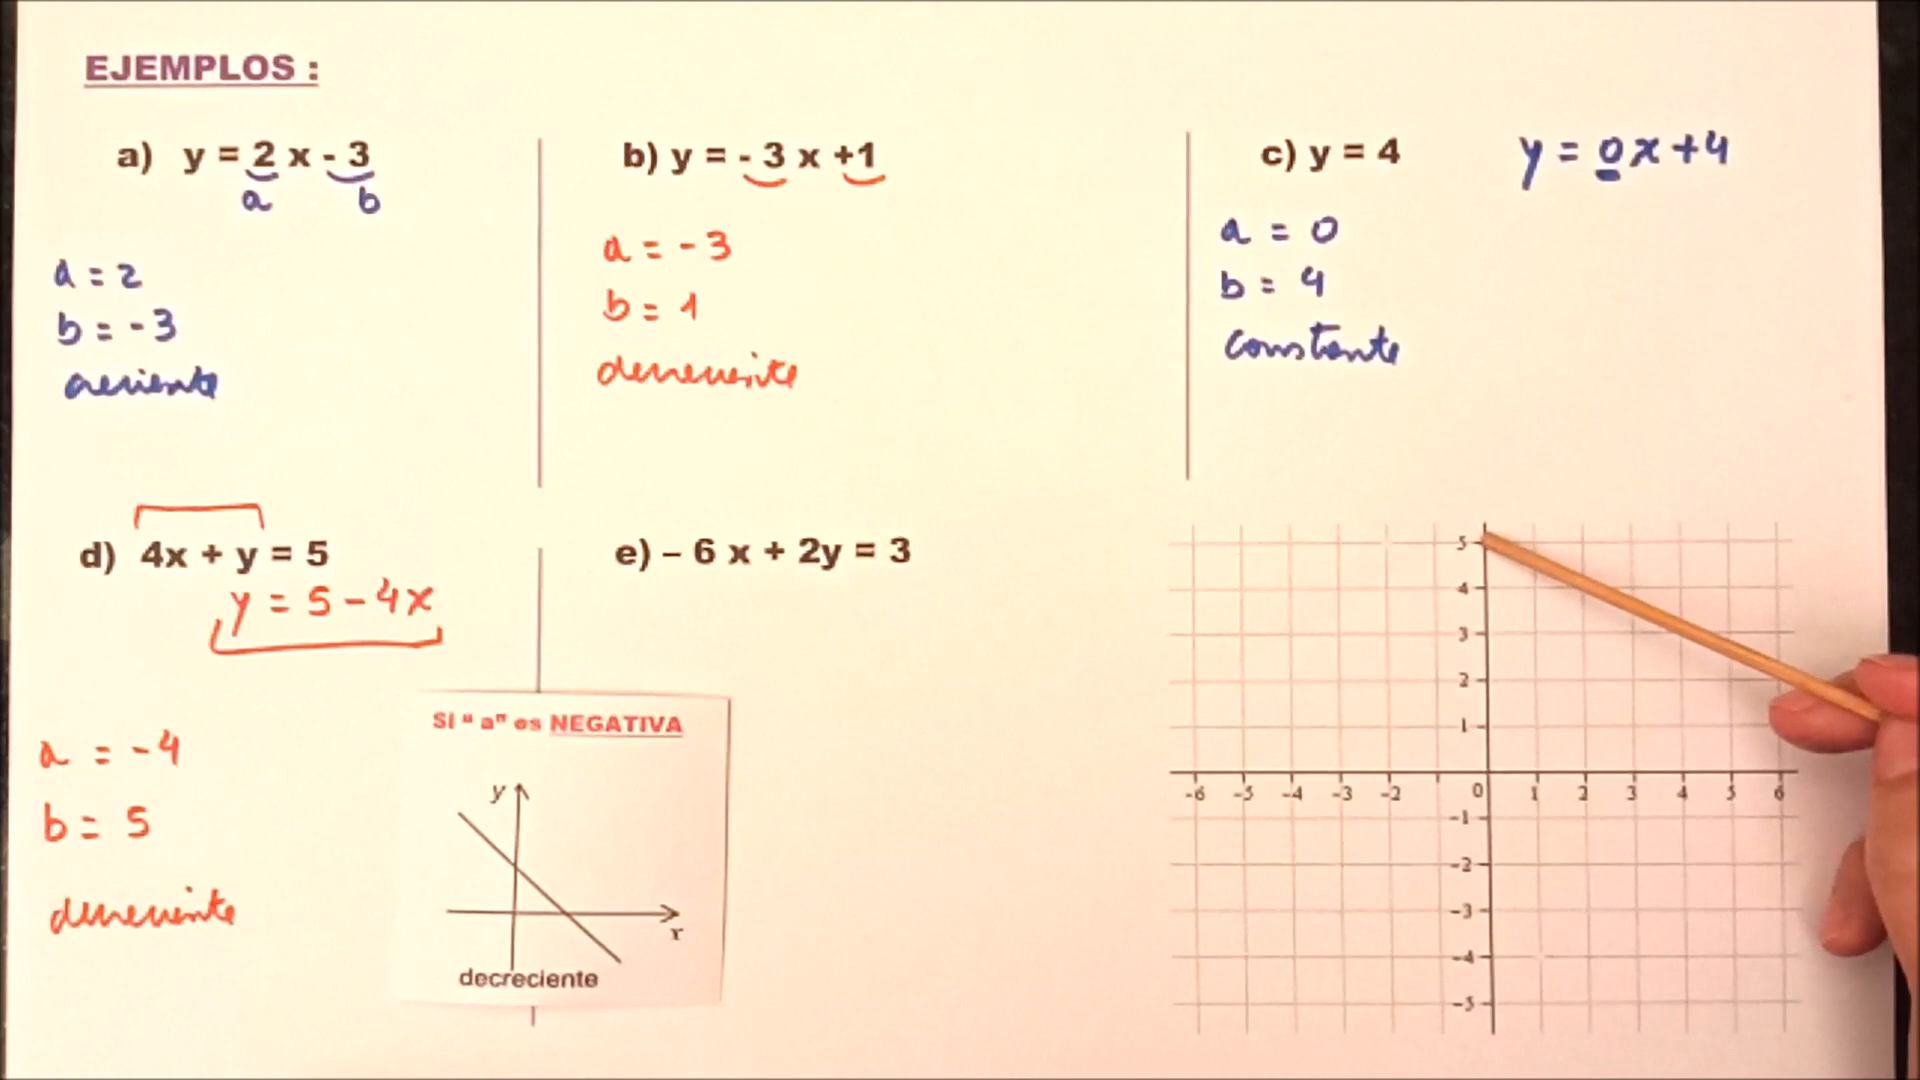 EJEMPLOS :
a) y = 2 x - 3
a b
a = 2
b = -3
creciente
b) y = - 3 x +1
a = -3
b = 1
decreciente
c) y = 4
y = 0x+4
a = 0
b = 4
constante
d) 4x + y = 5
y = 5 - 4x
a = -4
b = 5
decreciente
e) – 6 x + 2y = 3
Si " a" es NEGATIVA
y
x
decreciente
5
4
3
2
1
-6 -5 -4 -3 -2 0 1 2 3 4 5 6
-1
-2
-3
-4
-5